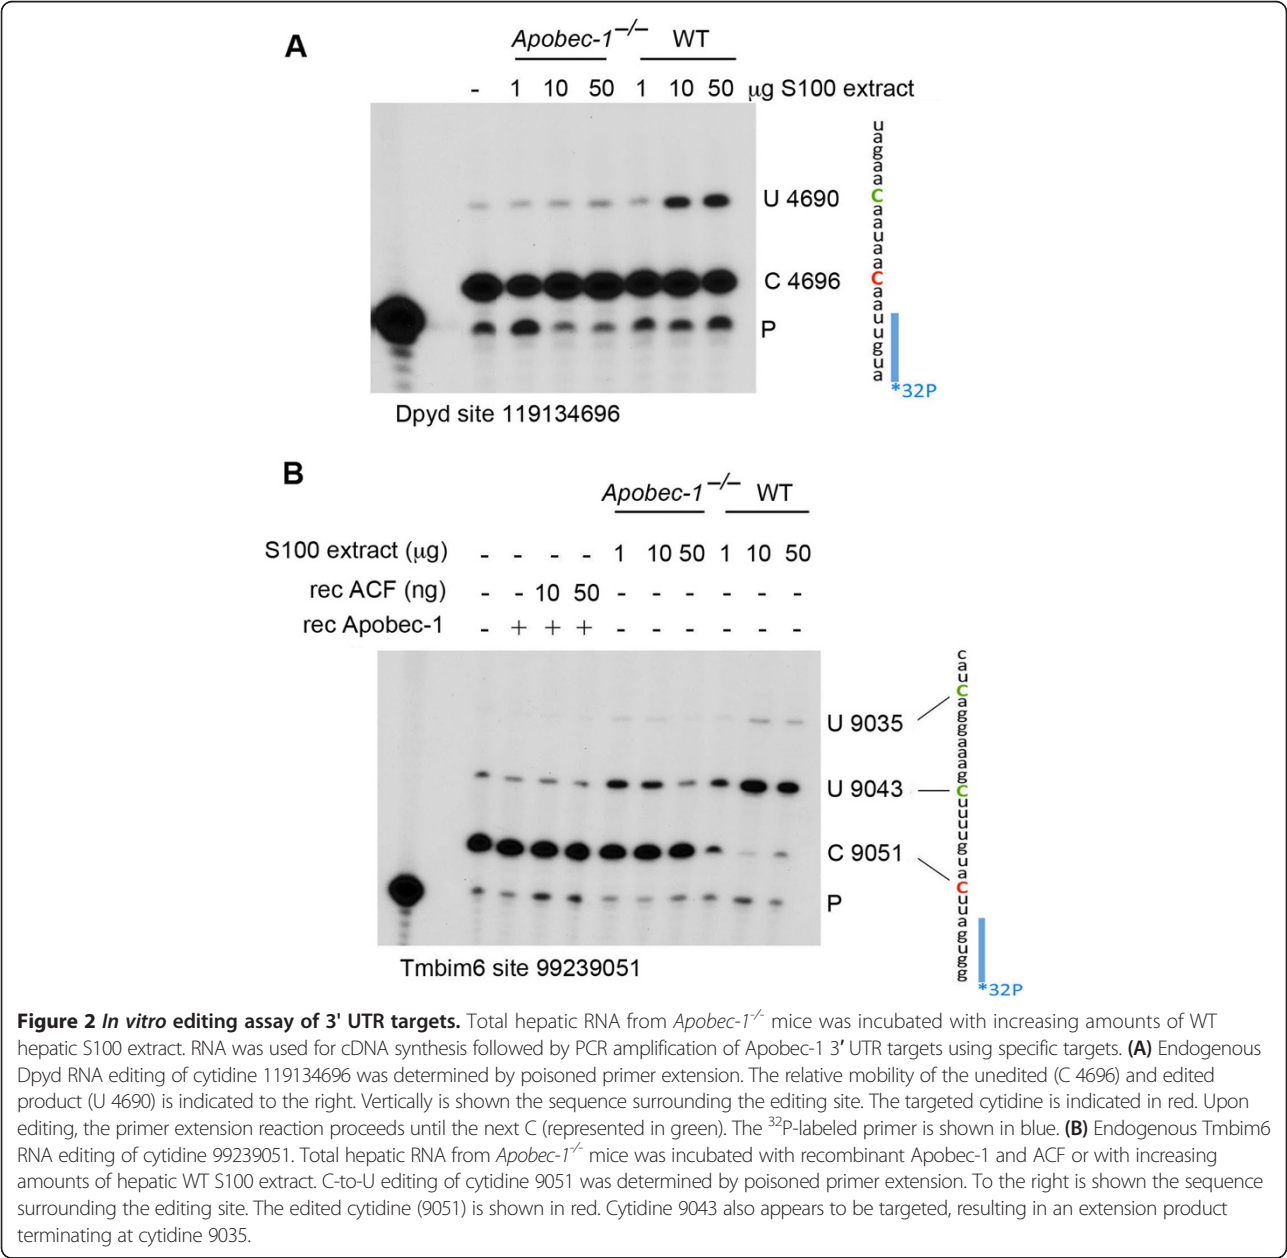 A
Apobec-1−/− WT
- 1 10 50 1 10 50 μg S100 extract
U 4690
C 4696
P
u
a
g
a
a
C
a
a
u
a
a
C
a
a
u
u
g
u
a
*32P
Dpyd site 119134696
B
Apobec-1−/− WT
S100 extract (μg) - - - - 1 10 50 1 10 50
rec ACF (ng) - - 10 50 - - - - - -
rec Apobec-1 - + + + - - - - - -
U 9035
U 9043
C 9051
P
c
a
u
C
a
g
g
a
a
a
g
C
u
u
u
u
g
u
a
C
u
u
a
g
u
g
g
*32P
Tmbim6 site 99239051
Figure 2 In vitro editing assay of 3' UTR targets. Total hepatic RNA from Apobec-1-/- mice was incubated with increasing amounts of WT
hepatic S100 extract. RNA was used for cDNA synthesis followed by PCR amplification of Apobec-1 3′ UTR targets using specific targets. (A) Endogenous
Dpyd RNA editing of cytidine 119134696 was determined by poisoned primer extension. The relative mobility of the unedited (C 4696) and edited
product (U 4690) is indicated to the right. Vertically is shown the sequence surrounding the editing site. The targeted cytidine is indicated in red. Upon
editing, the primer extension reaction proceeds until the next C (represented in green). The 32P-labeled primer is shown in blue. (B) Endogenous Tmbim6
RNA editing of cytidine 99239051. Total hepatic RNA from Apobec-1-/- mice was incubated with recombinant Apobec-1 and ACF or with increasing
amounts of hepatic WT S100 extract. C-to-U editing of cytidine 9051 was determined by poisoned primer extension. To the right is shown the sequence
surrounding the editing site. The edited cytidine (9051) is shown in red. Cytidine 9043 also appears to be targeted, resulting in an extension product
terminating at cytidine 9035.